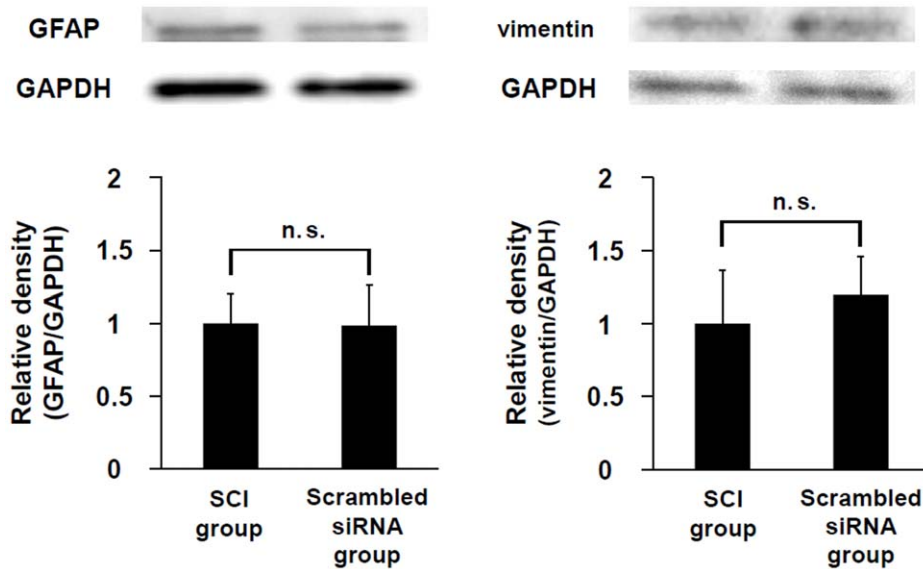 GFAP
GAPDH
Relative density
(GFAP/GAPDH)
2
1.5
1
0.5
0
n.s.
SCI
group
Scrambled
siRNA
group
vimentin
GAPDH
Relative density
(vimentin/GAPDH)
2
1.5
1
0.5
0
n.s.
SCI
group
Scrambled
siRNA
group